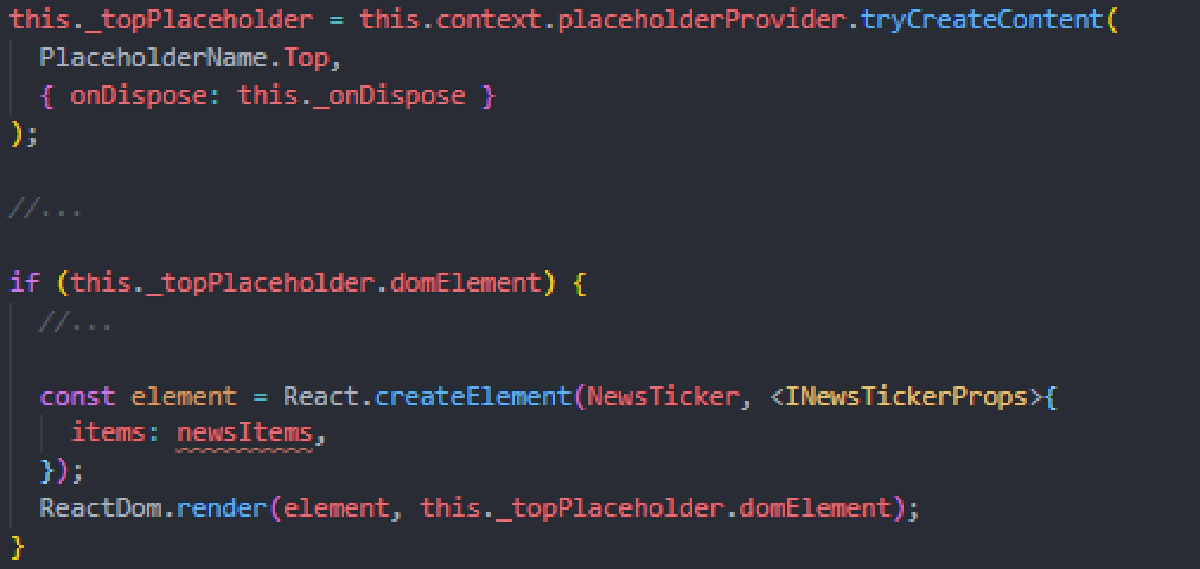 this._topPlaceholder = this.context.placeholderProvider.tryCreateContent(
  PlaceholderName.Top,
  { onDispose: this._onDispose }
);

//...

if (this._topPlaceholder.domElement) {
  //...

  const element = React.createElement(NewsTicker, <INewsTickerProps>{
    items: newsItems,
  });
  ReactDom.render(element, this._topPlaceholder.domElement);
}